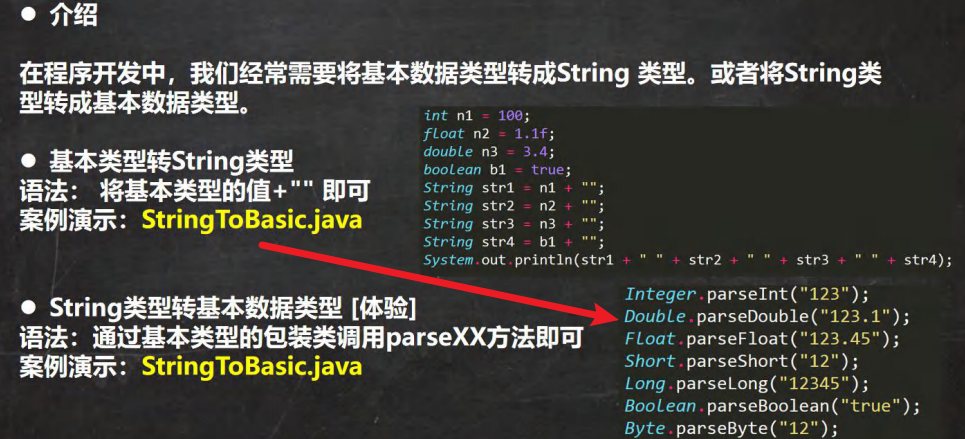 ● 介绍
在程序开发中，我们经常需要将基本数据类型转成String 类型。或者将String类
型转成基本数据类型。
● 基本类型转String类型
语法： 将基本类型的值+"" 即可
案例演示：StringToBasic.java
int n1 = 100;
float n2 = 1.1f;
double n3 = 3.4;
boolean b1 = true;
String str1 = n1 + "";
String str2 = n2 + "";
String str3 = n3 + "";
String str4 = b1 + "";
System.out.println(str1 + " " + str2 + " " + str3 + " " + str4);
● String类型转基本数据类型 [体验]
语法：通过基本类型的包装类调用parseXX方法即可
案例演示：StringToBasic.java
Integer.parseInt("123");
Double.parseDouble("123.1");
Float.parseFloat("123.45");
Short.parseShort("12");
Long.parseLong("12345");
Boolean.parseBoolean("true");
Byte.parseByte("12");